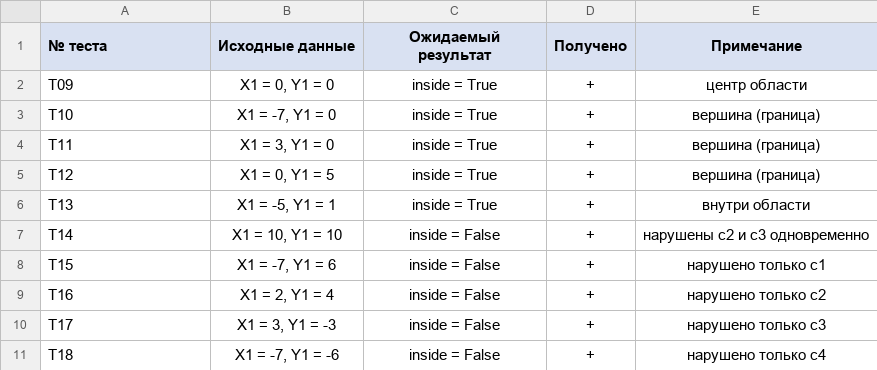 A B C D E
1 № теста Исходные данные Ожидаемый результат Получено Примечание
2 T09 X1 = 0, Y1 = 0 inside = True + центр области
3 T10 X1 = -7, Y1 = 0 inside = True + вершина (граница)
4 T11 X1 = 3, Y1 = 0 inside = True + вершина (граница)
5 T12 X1 = 0, Y1 = 5 inside = True + вершина (граница)
6 T13 X1 = -5, Y1 = 1 inside = True + внутри области
7 T14 X1 = 10, Y1 = 10 inside = False + нарушены c2 и c3 одновременно
8 T15 X1 = -7, Y1 = 6 inside = False + нарушено только c1
9 T16 X1 = 2, Y1 = 4 inside = False + нарушено только c2
10 T17 X1 = 3, Y1 = -3 inside = False + нарушено только c3
11 T18 X1 = -7, Y1 = -6 inside = False + нарушено только c4